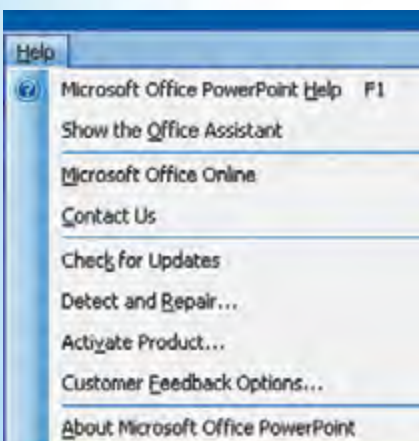 Help
Microsoft Office PowerPoint Help F1
Show the Office Assistant
Microsoft Office Online
Contact Us
Check for Updates
Detect and Repair...
Activate Product...
Customer Feedback Options...
About Microsoft Office PowerPoint